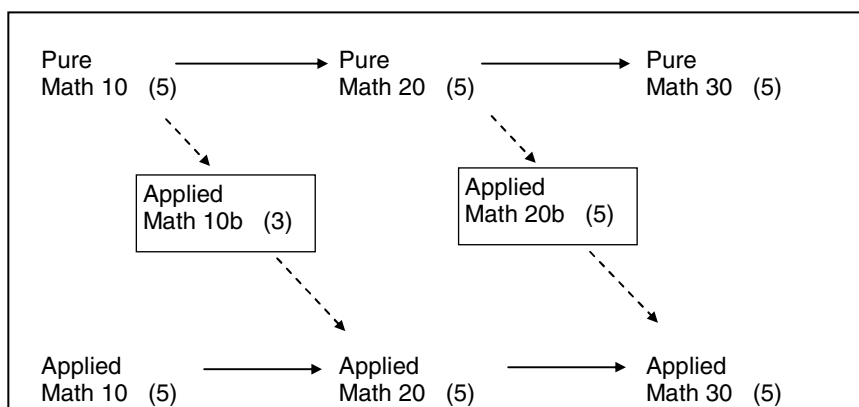 Pure
Math 10 (5)
Pure
Math 20 (5)
Pure
Math 30 (5)
Applied
Math 10b (3)
Applied
Math 20b (5)
Applied
Math 10 (5)
Applied
Math 20 (5)
Applied
Math 30 (5)